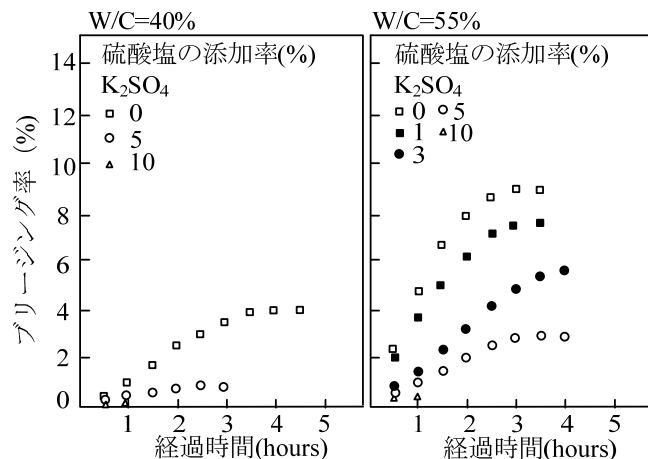 W/C=40%
硫酸塩の添加率(%)
K₂SO₄
0
5
10
14
12
10
8
6
4
2
0
ブリージング率 (%)
1 2 3 4 5
経過時間(hours)
W/C=55%
硫酸塩の添加率(%)
K₂SO₄
0 5
1 10
3
1 2 3 4 5
経過時間(hours)